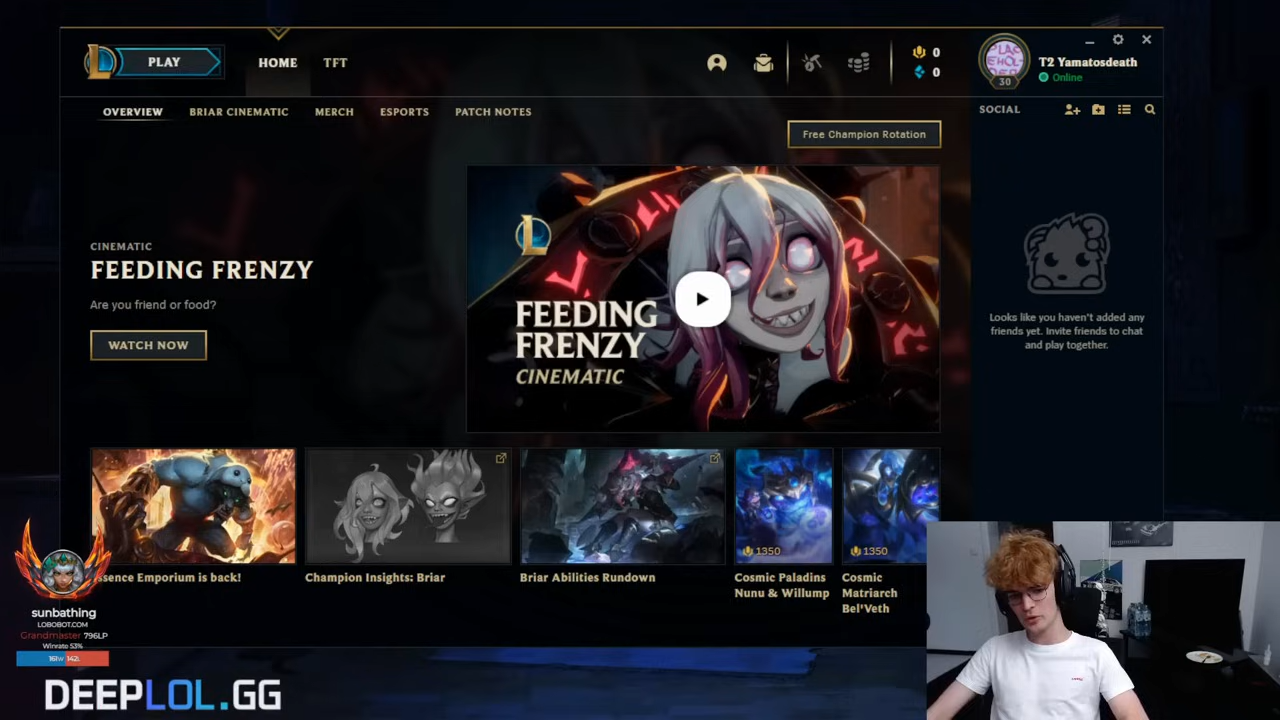 PLAY
HOME
TFT
0
0
30
T2 Yamatosdeath
Online
OVERVIEW
BRIAR CINEMATIC
MERCH
ESPORTS
PATCH NOTES
SOCIAL
Free Champion Rotation
CINEMATIC
FEEDING FRENZY
Are you friend or food?
WATCH NOW
FEEDING
FRENZY
CINEMATIC
Looks like you haven't added any
friends yet. Invite friends to chat
and play together.
1350
1350
ssence Emporium is back!
Champion Insights: Briar
Briar Abilities Rundown
Cosmic Paladins
Nunu & Willump
Cosmic
Matriarch
Bel'Veth
sunbathing
LOBOBOT.COM
Grandmaster 796LP
Winrate 53%
161W 142L
DEEPLOL.GG